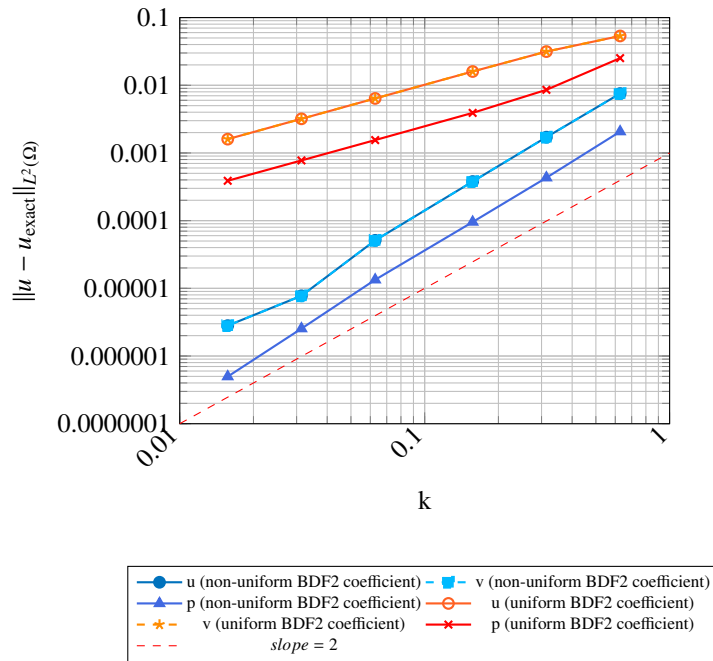 0.1
0.01
0.001
0.0001
0.00001
0.000001
0.0000001
‖u − u_exact‖_L²(Ω)
0.01
0.1
1
k
u (non-uniform BDF2 coefficient)
v (non-uniform BDF2 coefficient)
p (non-uniform BDF2 coefficient)
u (uniform BDF2 coefficient)
v (uniform BDF2 coefficient)
p (uniform BDF2 coefficient)
slope = 2